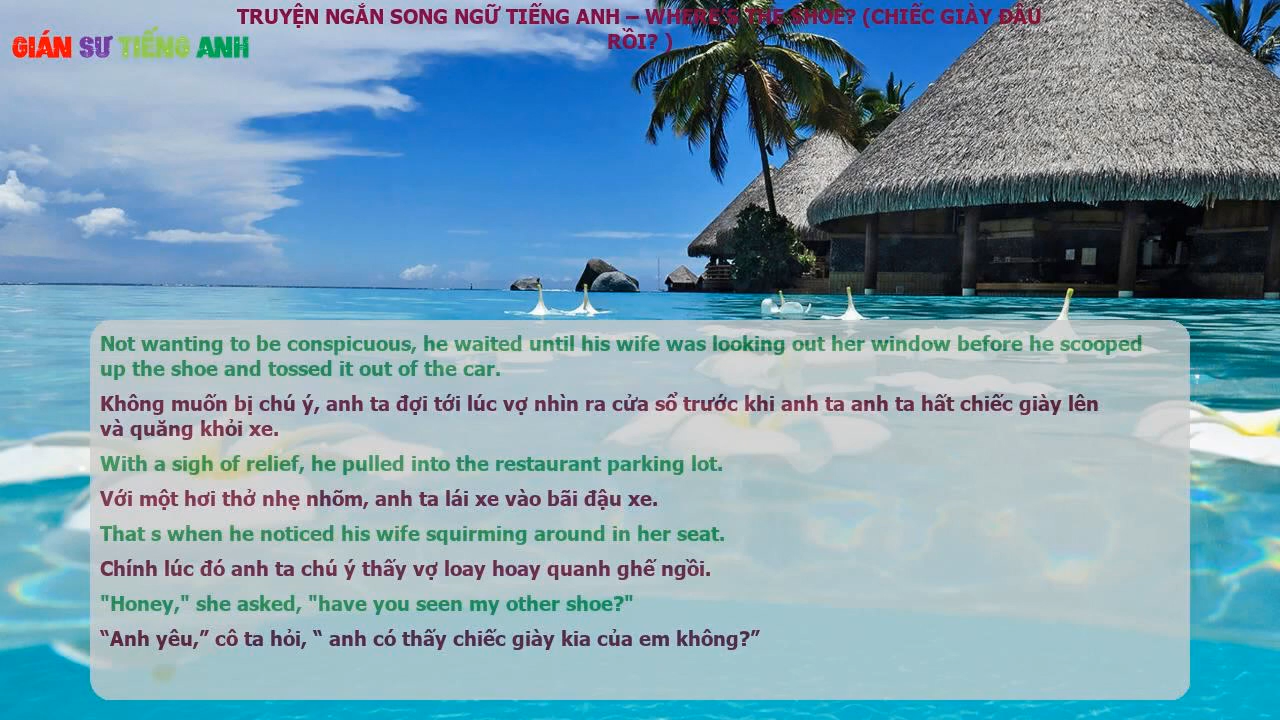 TRUYỆN NGẮN SONG NGỮ TIẾNG ANH – WHERE'S THE SHOE? (CHIẾC GIÀY ĐÂU
RỒI? )
GIÁN SƯ TIẾNG ANH
Not wanting to be conspicuous, he waited until his wife was looking out her window before he scooped
up the shoe and tossed it out of the car.
Không muốn bị chú ý, anh ta đợi tới lúc vợ nhìn ra cửa sổ trước khi anh ta anh ta hất chiếc giày lên
và quăng khỏi xe.
With a sigh of relief, he pulled into the restaurant parking lot.
Với một hơi thở nhẹ nhõm, anh ta lái xe vào bãi đậu xe.
That s when he noticed his wife squirming around in her seat.
Chính lúc đó anh ta chú ý thấy vợ loay hoay quanh ghế ngồi.
"Honey," she asked, "have you seen my other shoe?"
“Anh yêu,” cô ta hỏi, “ anh có thấy chiếc giày kia của em không?”